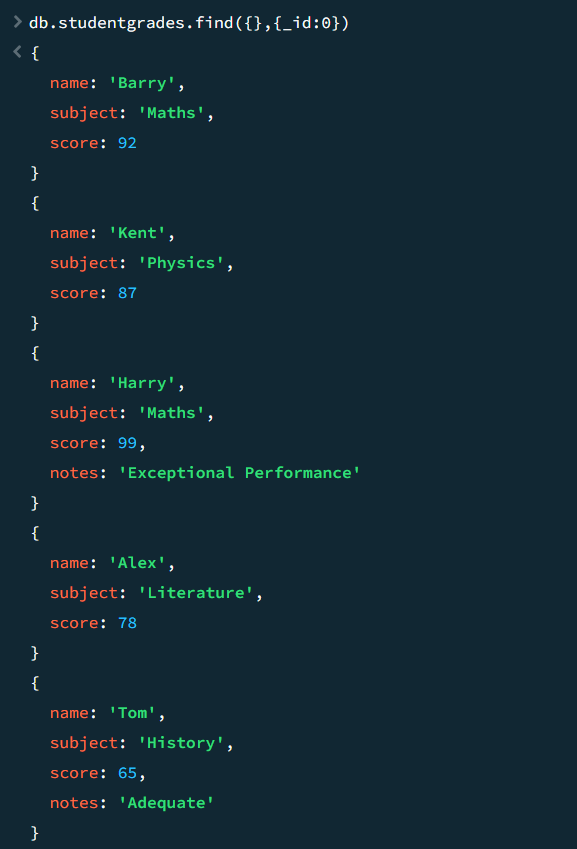 > db.studentgrades.find({},{_id:0})
< {
name: 'Barry',
subject: 'Maths',
score: 92
}
{
name: 'Kent',
subject: 'Physics',
score: 87
}
{
name: 'Harry',
subject: 'Maths',
score: 99,
notes: 'Exceptional Performance'
}
{
name: 'Alex',
subject: 'Literature',
score: 78
}
{
name: 'Tom',
subject: 'History',
score: 65,
notes: 'Adequate'
}